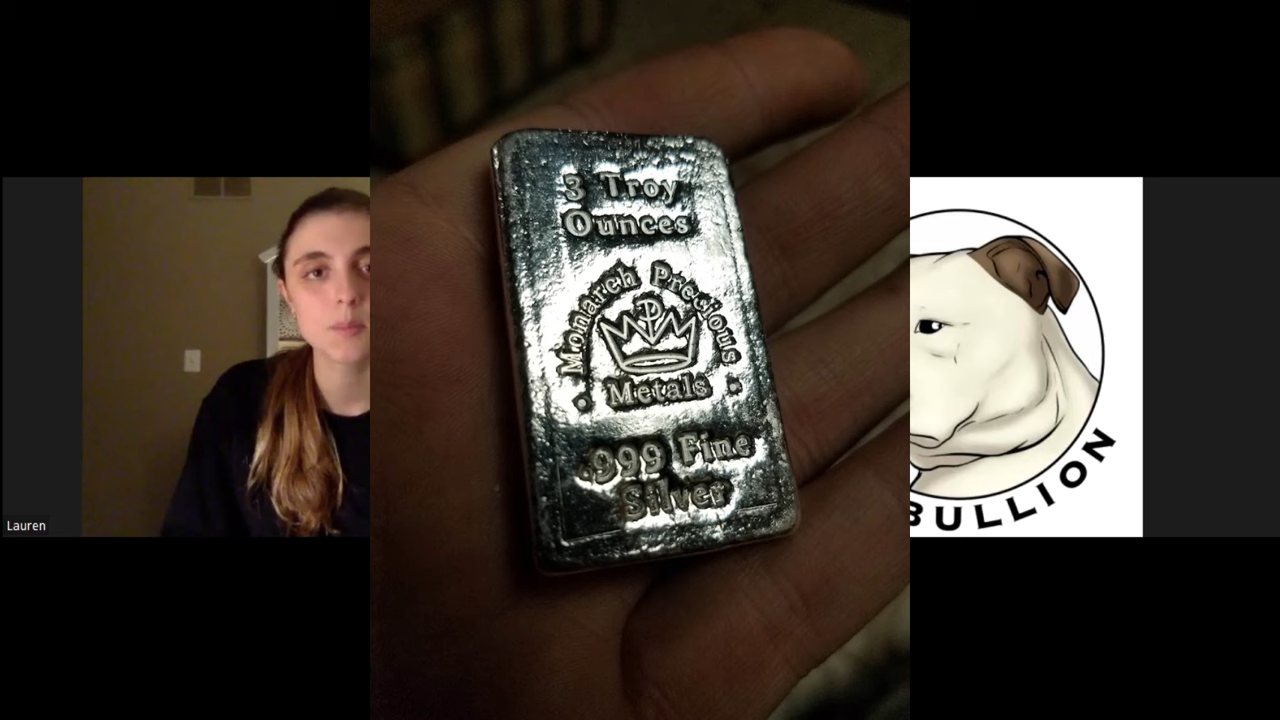 3 Troy
Ounces
Monarch Precious
Metals
.999 Fine
Silver
Lauren
BULLION